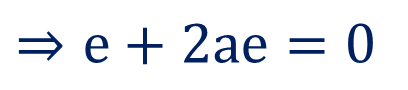 ⇒ e + 2ae = 0